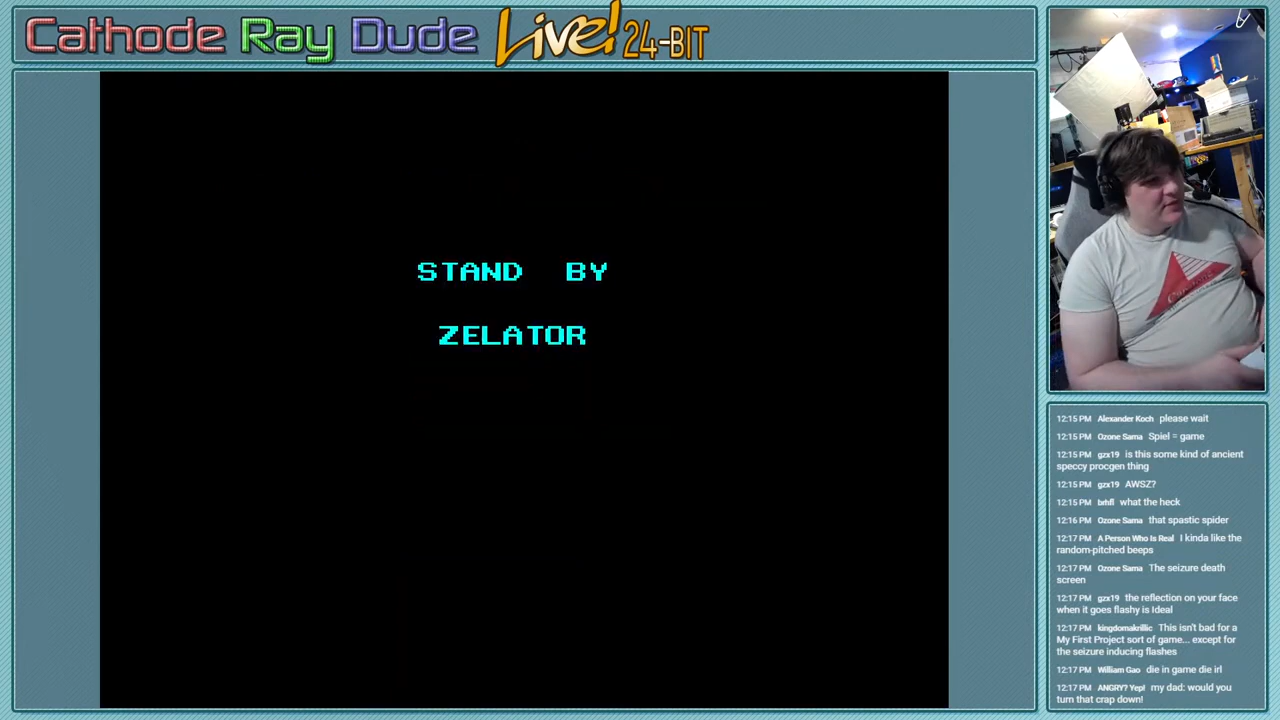 Cathode Ray Dude Live! 24-BIT
STAND BY
ZELATOR
12:15 PM Alexander Koch please wait
12:15 PM Ozone Sama Spiel = game
12:15 PM gzx19 is this some kind of ancient
speccy procgen thing
12:15 PM gzx19 AWSZ?
12:15 PM brhfl what the heck
12:16 PM Ozone Sama that spastic spider
12:17 PM A Person Who Is Real I kinda like the
random-pitched beeps
12:17 PM Ozone Sama The seizure death
screen
12:17 PM gzx19 the reflection on your face
when it goes flashy is Ideal
12:17 PM kingdomakrillic This isn't bad for a
My First Project sort of game... except for
the seizure inducing flashes
12:17 PM William Gao die in game die irl
12:17 PM ANGRY? Yep! my dad: would you
turn that crap down!